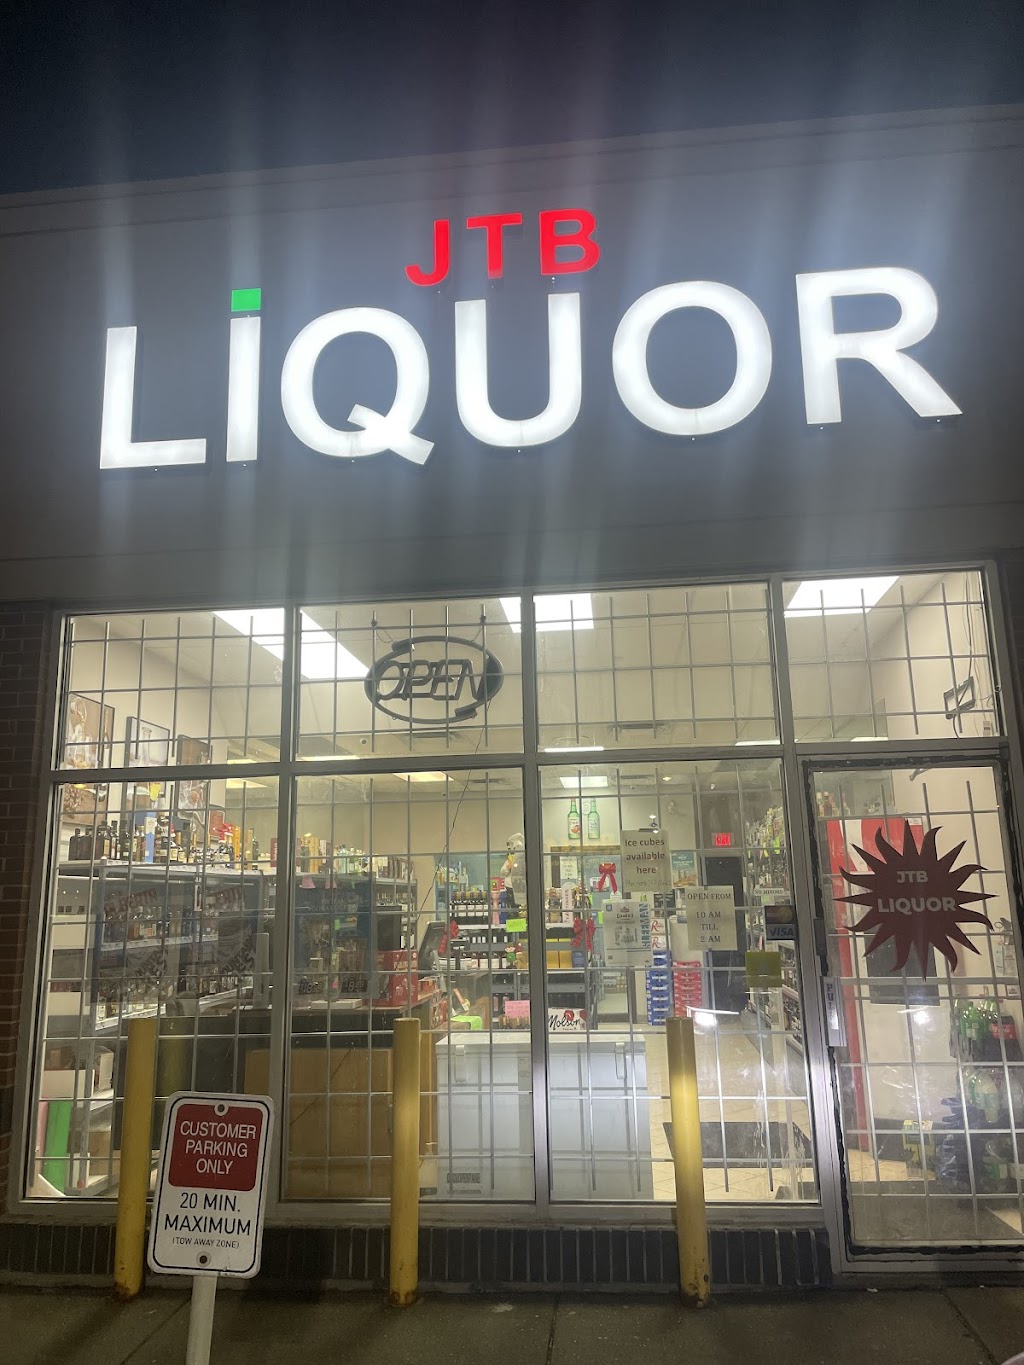 JTB
LiQUOR
OPEN
Ice cubes
available
here
OPEN FROM
10 AM
TILL
2 AM
VISA
JTB
LIQUOR
Molson
CUSTOMER
PARKING
ONLY
20 MIN.
MAXIMUM
(TOW AWAY ZONE)